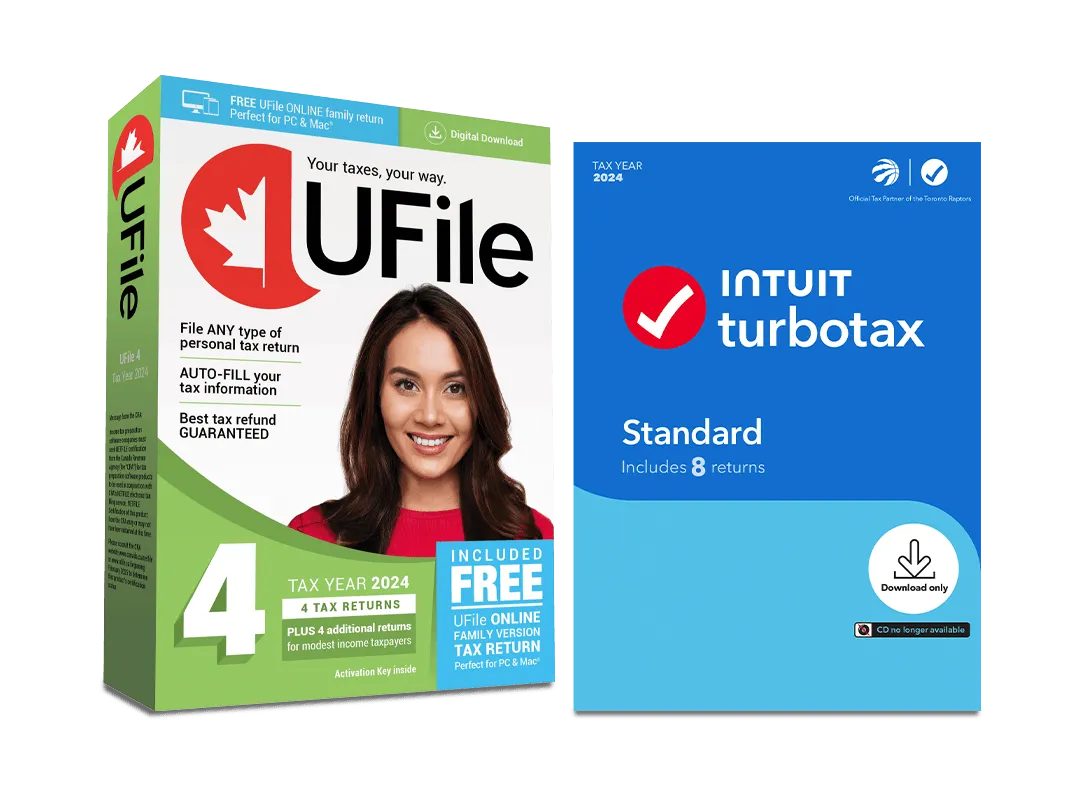 FREE UFile ONLINE family return
Perfect for PC & Mac®
Digital Download
Your taxes, your way.
UFile
File ANY type of
personal tax return
AUTO-FILL your
tax information
Best tax refund
GUARANTEED
4
TAX YEAR 2024
4 TAX RETURNS
PLUS 4 additional returns
for modest income taxpayers
Activation Key inside
INCLUDED
FREE
UFile ONLINE
FAMILY VERSION
TAX RETURN
Perfect for PC & Mac®
UFile
UFile 4
Tax Year 2024
Message from the CRA
TAX YEAR
2024
Official Tax Partner of the Toronto Raptors
INTUIT
turbotax
Standard
Includes 8 returns
Download only
CD no longer available